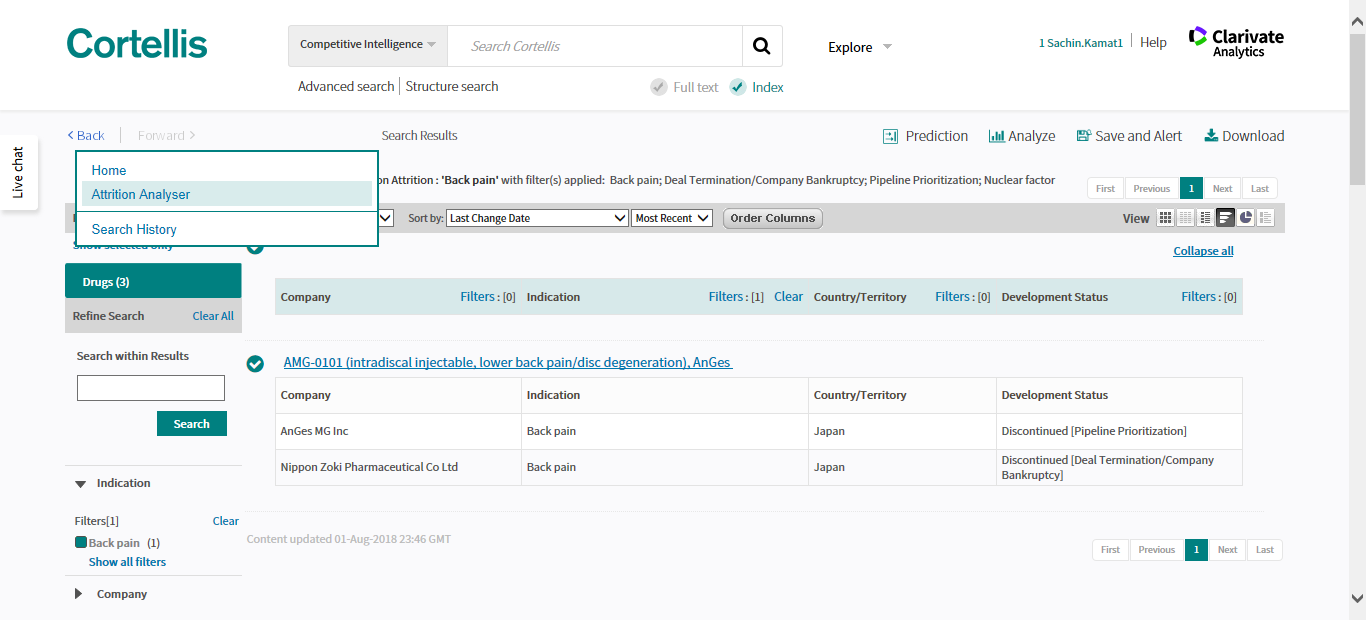 Cortellis
Competitive Intelligence
Search Cortellis
Explore
1 Sachin.Kamat1
Help
Clarivate
Analytics
Advanced search
Structure search
Full text
Index
Live chat
Back
Forward
Search Results
Prediction
Analyze
Save and Alert
Download
Home
Attrition Analyser
Search History
on Attrition : 'Back pain' with filter(s) applied: Back pain; Deal Termination/Company Bankruptcy; Pipeline Prioritization; Nuclear factor
First Previous 1 Next Last
Sort by: Last Change Date Most Recent Order Columns
View
Show selected only
Collapse all
Drugs (3)
Refine Search Clear All
Company Filters : [0] Indication Filters : [1] Clear Country/Territory Filters : [0] Development Status Filters : [0]
Search within Results
Search
AMG-0101 (intradiscal injectable, lower back pain/disc degeneration), AnGes
Company Indication Country/Territory Development Status
AnGes MG Inc Back pain Japan Discontinued [Pipeline Prioritization]
Nippon Zoki Pharmaceutical Co Ltd Back pain Japan Discontinued [Deal Termination/Company
Bankruptcy]
Indication
Filters[1] Clear
Back pain (1)
Show all filters
Company
Content updated 01-Aug-2018 23:46 GMT
First Previous 1 Next Last